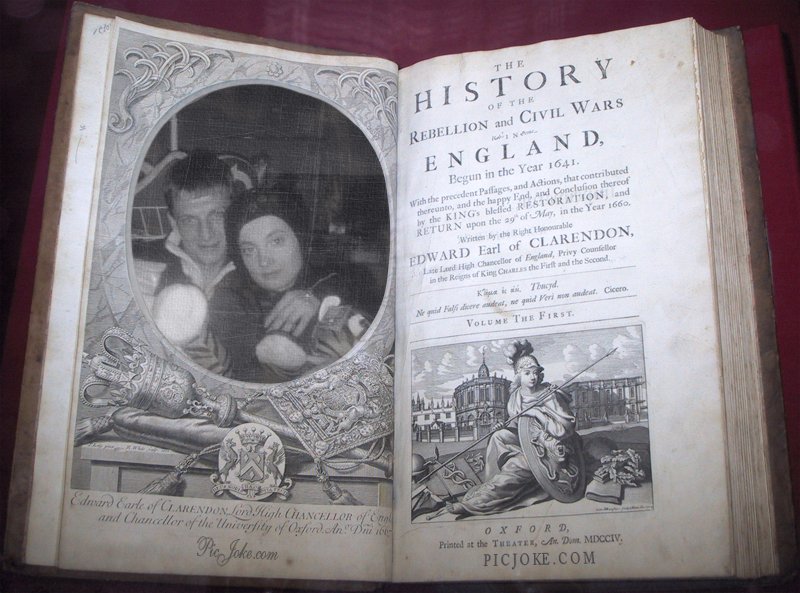 Edward Earle of CLARENDON, Lord High CHANCELLOR of Engl
and Chancellor of the University of Oxford. An.º Dni
PicJoke.com
THE
HISTORY
OF THE
REBELLION and CIVIL WARS
IN
ENGLAND,
Begun in the Year 1641.
With the precedent Paſſages, and Actions, that contributed
thereunto, and the happy End, and Concluſion thereof
by the KING's bleſſed RESTORATION, and
RETURN upon the 29th of May, in the Year 1660.
Written by the Right Honourable
EDWARD Earl of CLARENDON,
Late Lord High Chancellor of England, Privy Counſellor
in the Reigns of King CHARLES the Firſt and the Second.
Thucyd.
Ne quid Falſi dicere audeat, ne quid Veri non audeat. Cicero.
VOLUME THE FIRST.
OXFORD,
Printed at the THEATER, An. Dom. MDCCIV.
PICJOKE.COM